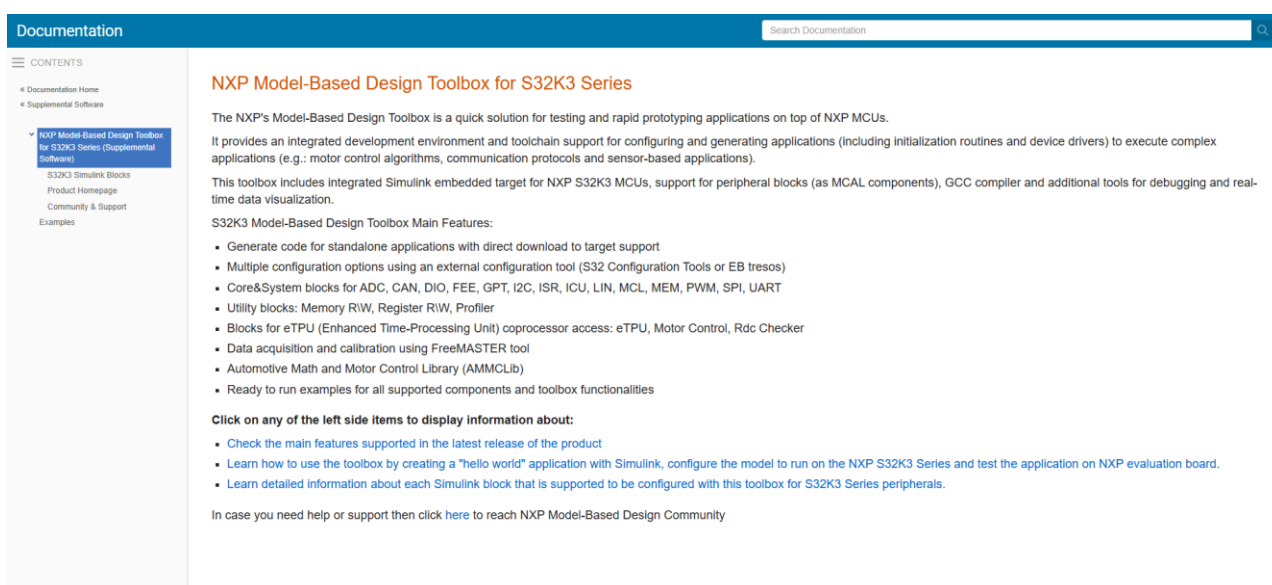 Documentation
Search Documentation
CONTENTS
« Documentation Home
« Supplemental Software
NXP Model-Based Design Toolbox
for S32K3 Series (Supplemental
Software)
S32K3 Simulink Blocks
Product Homepage
Community & Support
Examples
NXP Model-Based Design Toolbox for S32K3 Series
The NXP's Model-Based Design Toolbox is a quick solution for testing and rapid prototyping applications on top of NXP MCUs.
It provides an integrated development environment and toolchain support for configuring and generating applications (including initialization routines and device drivers) to execute complex
applications (e.g.: motor control algorithms, communication protocols and sensor-based applications).
This toolbox includes integrated Simulink embedded target for NXP S32K3 MCUs, support for peripheral blocks (as MCAL components), GCC compiler and additional tools for debugging and real-
time data visualization.
S32K3 Model-Based Design Toolbox Main Features:
▪ Generate code for standalone applications with direct download to target support
▪ Multiple configuration options using an external configuration tool (S32 Configuration Tools or EB tresos)
▪ Core&System blocks for ADC, CAN, DIO, FEE, GPT, I2C, ISR, ICU, LIN, MCL, MEM, PWM, SPI, UART
▪ Utility blocks: Memory R\W, Register R\W, Profiler
▪ Blocks for eTPU (Enhanced Time-Processing Unit) coprocessor access: eTPU, Motor Control, Rdc Checker
▪ Data acquisition and calibration using FreeMASTER tool
▪ Automotive Math and Motor Control Library (AMMCLib)
▪ Ready to run examples for all supported components and toolbox functionalities
Click on any of the left side items to display information about:
▪ Check the main features supported in the latest release of the product
▪ Learn how to use the toolbox by creating a "hello world" application with Simulink, configure the model to run on the NXP S32K3 Series and test the application on NXP evaluation board.
▪ Learn detailed information about each Simulink block that is supported to be configured with this toolbox for S32K3 Series peripherals.
In case you need help or support then click here to reach NXP Model-Based Design Community